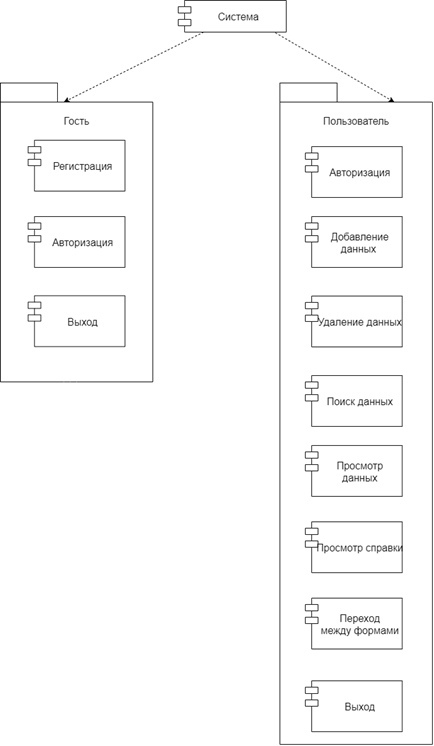 Система
Гость
Регистрация
Авторизация
Выход
Пользователь
Авторизация
Добавление
данных
Удаление данных
Поиск данных
Просмотр
данных
Просмотр справки
Переход
между формами
Выход